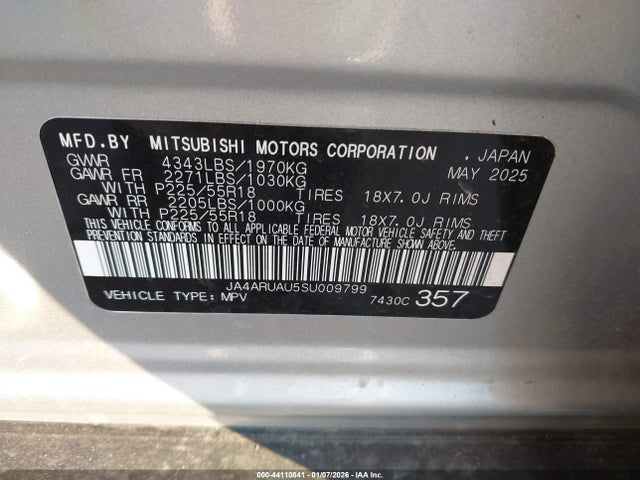 MFD.BY MITSUBISHI MOTORS CORPORATION . JAPAN
GWWR 4343LBS/1970KG MAY 2025
GAWR FR 2271LBS/1030KG
WITH P225/55R18 TIRES 18X7.0J RIMS
GAWR RR 2205LBS/1000KG
WITH P225/55R18 TIRES 18X7.0J RIMS
THIS VEHICLE CONFORMS TO ALL APPLICABLE FEDERAL MOTOR VEHICLE SAFETY AND THEFT
PREVENTION STANDARDS IN EFFECT ON THE DATE OF MANUFACTURE SHOWN ABOVE.
JA4ARUAU5SU009799
VEHICLE TYPE: MPV 7430C 357
000-44110841 - 01/07/2026 - IAA Inc.